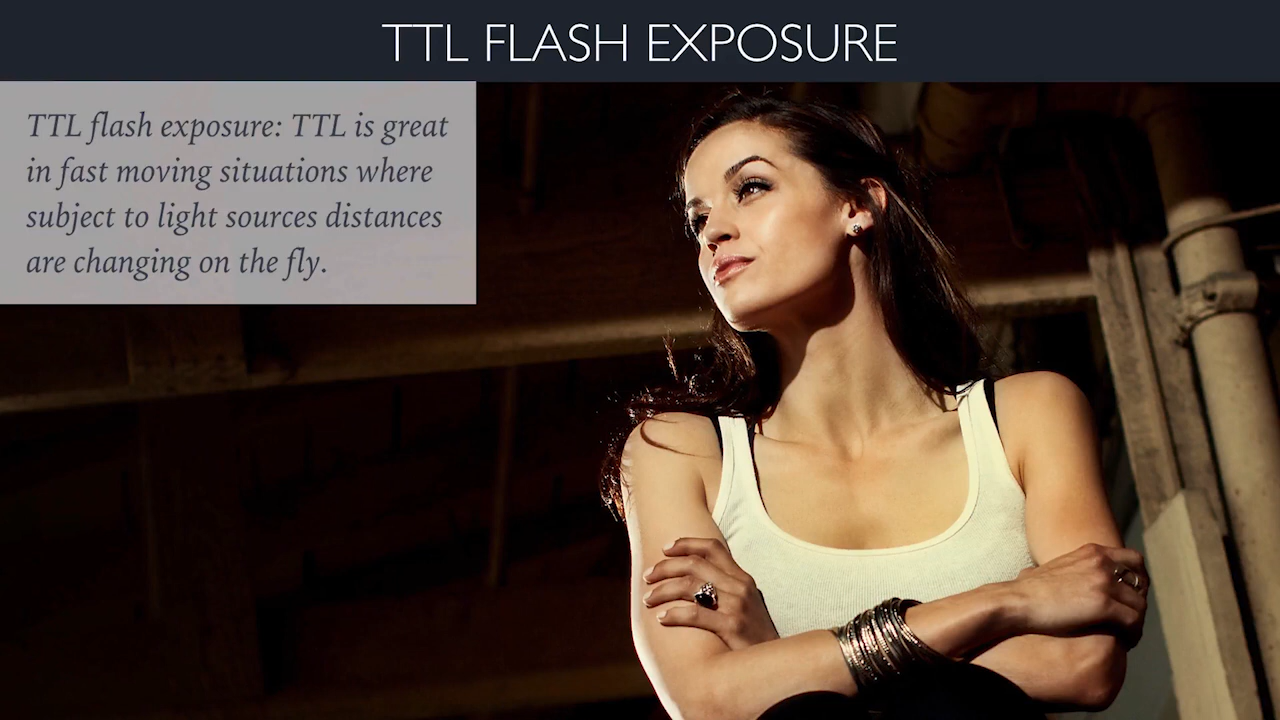 TTL FLASH EXPOSURE
TTL flash exposure: TTL is great
in fast moving situations where
subject to light sources distances
are changing on the fly.